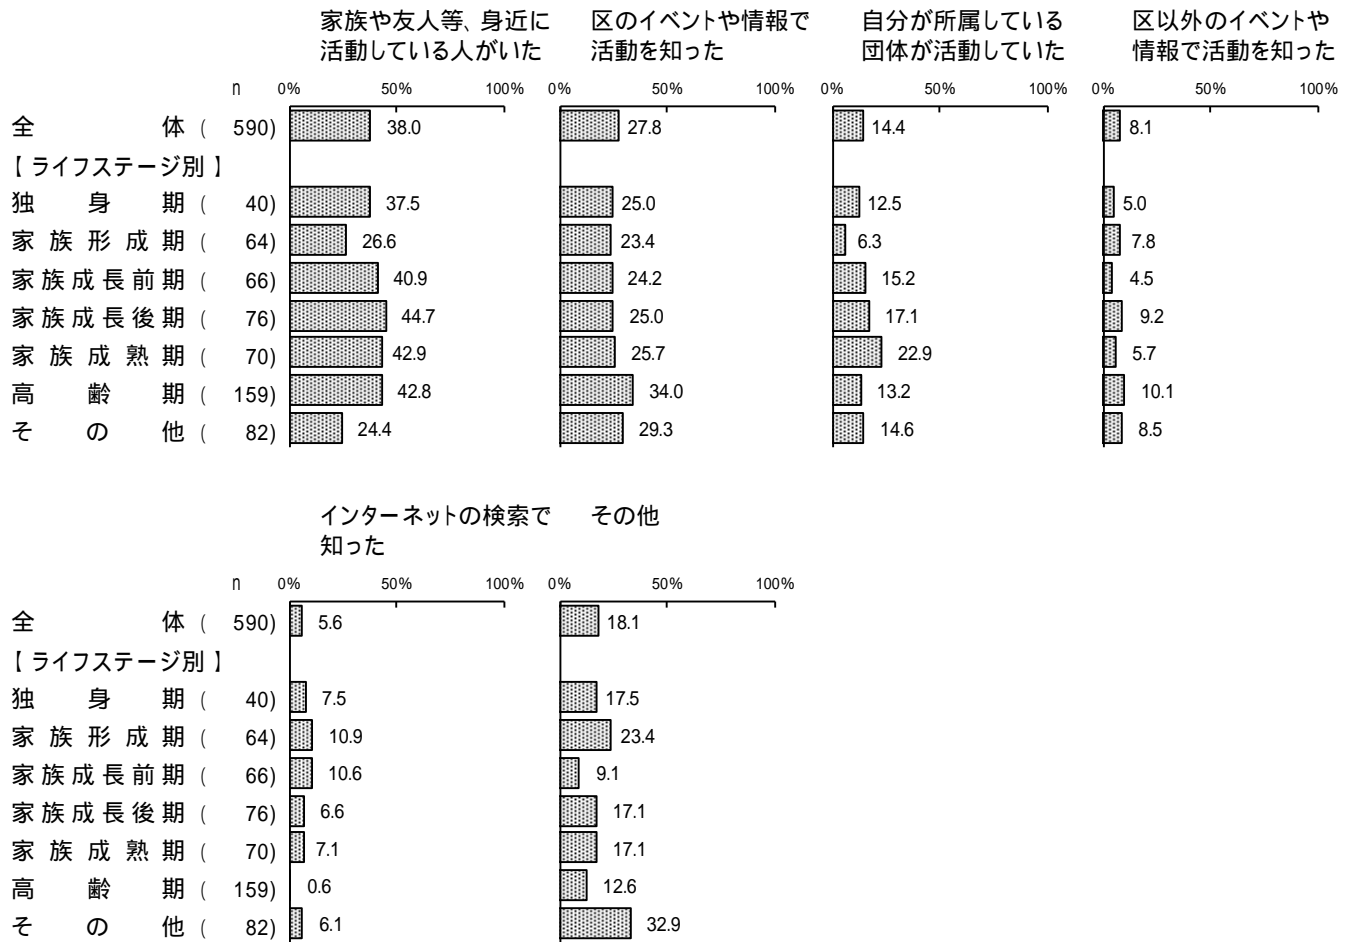 家族や友人等、身近に 区のイベントや情報で 自分が所属している 区以外のイベントや
活動している人がいた 活動を知った 団体が活動していた 情報で活動を知った
n 0% 50% 100% 0% 50% 100% 0% 50% 100% 0% 50% 100%
全体 ( 590) 38.0 27.8 14.4 8.1
【ライフステージ別】
独身期 ( 40) 37.5 25.0 12.5 5.0
家族形成期 ( 64) 26.6 23.4 6.3 7.8
家族成長前期 ( 66) 40.9 24.2 15.2 4.5
家族成長後期 ( 76) 44.7 25.0 17.1 9.2
家族成熟期 ( 70) 42.9 25.7 22.9 5.7
高齢期 ( 159) 42.8 34.0 13.2 10.1
その他 ( 82) 24.4 29.3 14.6 8.5
インターネットの検索で その他
知った
n 0% 50% 100% 0% 50% 100%
全体 ( 590) 5.6 18.1
【ライフステージ別】
独身期 ( 40) 7.5 17.5
家族形成期 ( 64) 10.9 23.4
家族成長前期 ( 66) 10.6 9.1
家族成長後期 ( 76) 6.6 17.1
家族成熟期 ( 70) 7.1 17.1
高齢期 ( 159) 0.6 12.6
その他 ( 82) 6.1 32.9